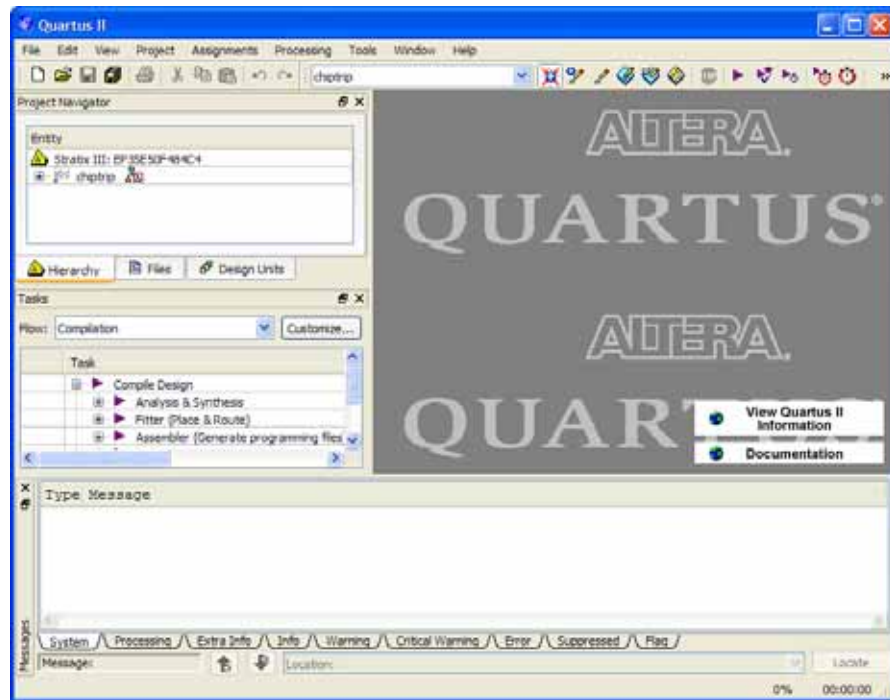 Quartus II
File Edit View Project Assignments Processing Tools Window Help
chiptrip
Project Navigator
Entity
Stratix III: EP3SE50F484C4
chiptrip
Hierarchy Files Design Units
Tasks
Flow: Compilation Customize...
Task
Compile Design
Analysis & Synthesis
Fitter (Place & Route)
Assembler (Generate programming files
ALTERA.
QUARTUS®
ALTERA.
QUARTUS
View Quartus II
Information
Documentation
Type Message
Messages
System Processing Extra Info Info Warning Critical Warning Error Suppressed Flag
Message: Location: Locate
0% 00:00:00